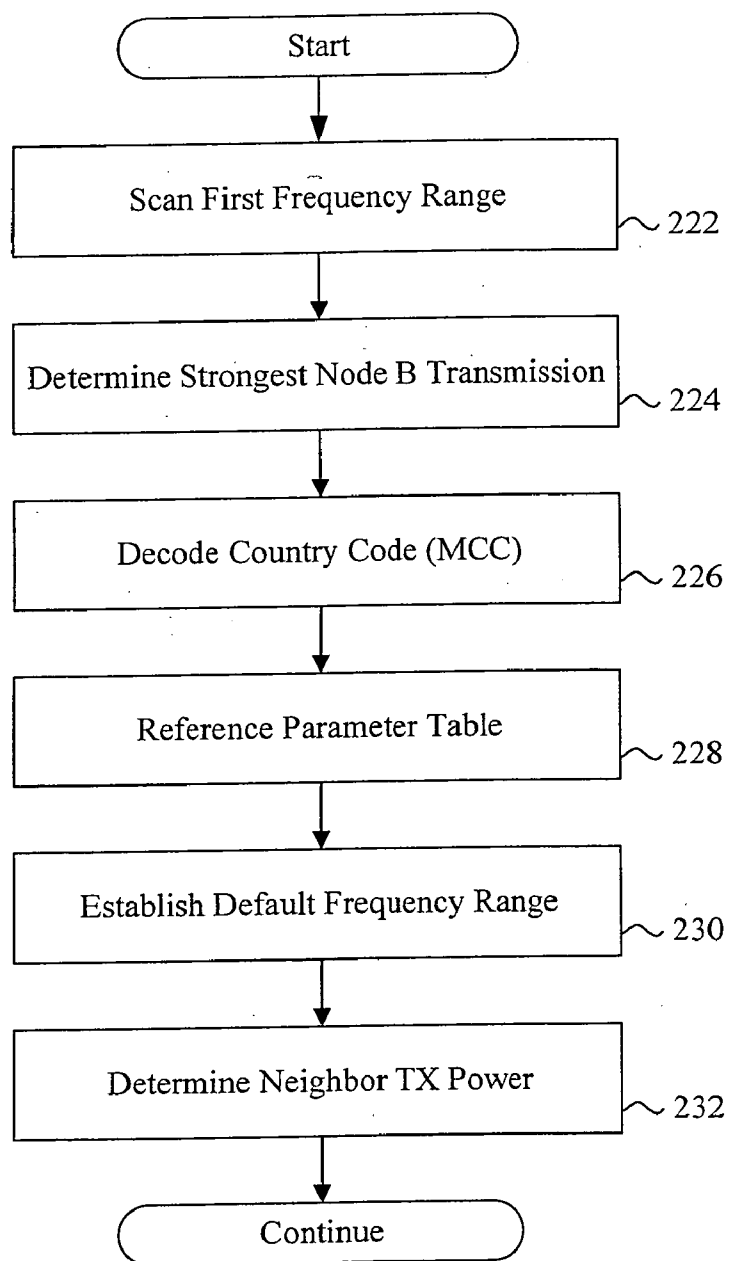 Start
Scan First Frequency Range
222
Determine Strongest Node B Transmission
224
Decode Country Code (MCC)
226
Reference Parameter Table
228
Establish Default Frequency Range
230
Determine Neighbor TX Power
232
Continue